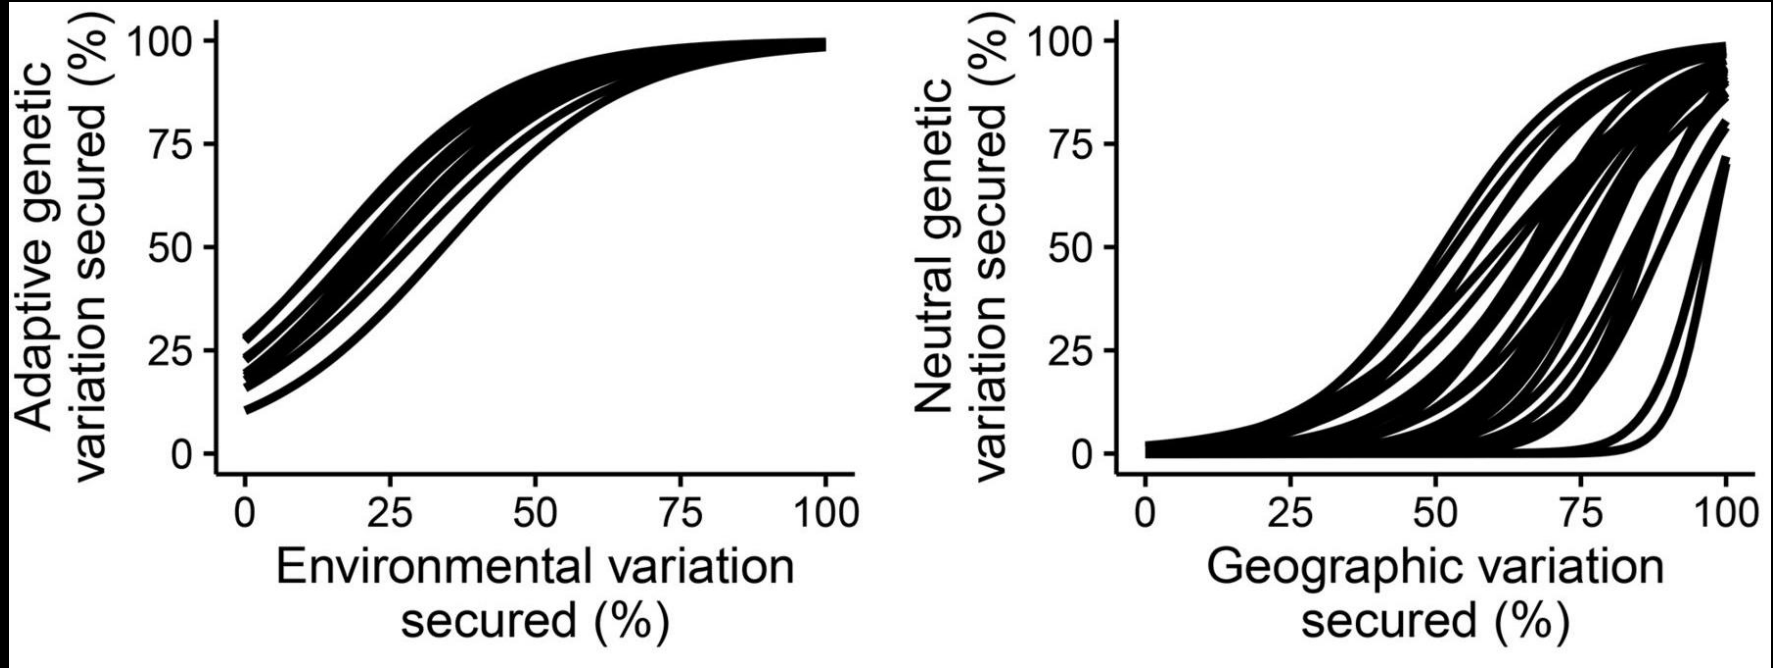 Adaptive genetic
variation secured (%)
100
75
50
25
0
0 25 50 75 100
Environmental variation
secured (%)
Neutral genetic
variation secured (%)
100
75
50
25
0
0 25 50 75 100
Geographic variation
secured (%)